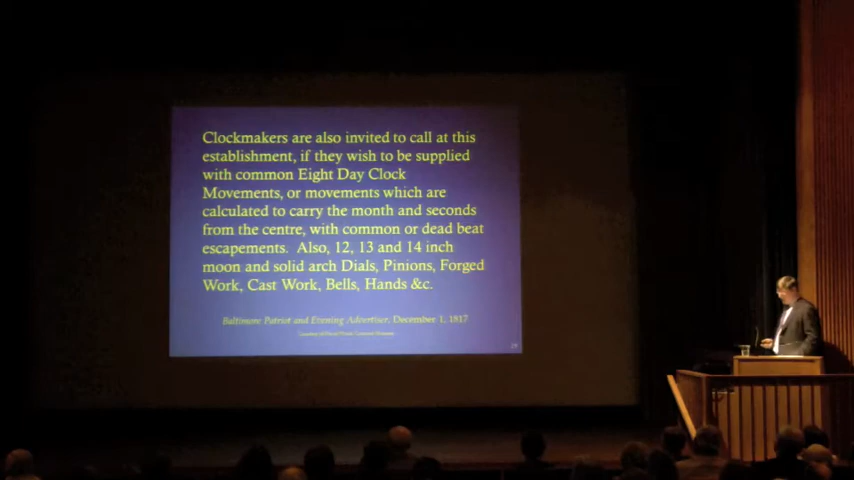 Clockmakers are also invited to call at this
establishment, if they wish to be supplied
with common Eight Day Clock
Movements, or movements which are
calculated to carry the month and seconds
from the centre, with common or dead beat
escapements. Also, 12, 13 and 14 inch
moon and solid arch Dials, Pinions, Forged
Work, Cast Work, Bells, Hands &c.
Baltimore Patriot and Evening Advertiser, December 1, 1817